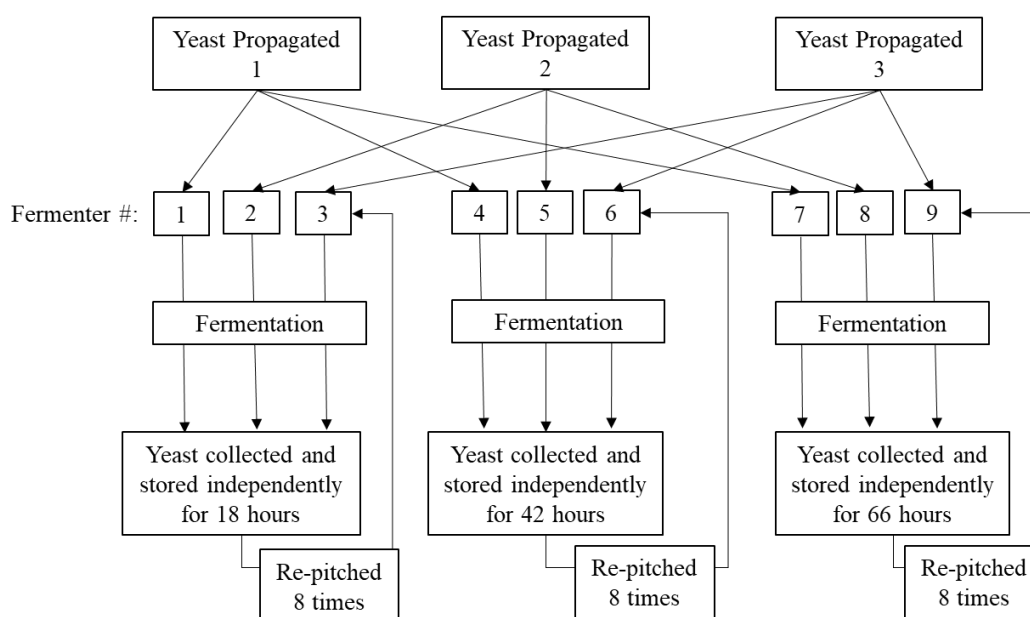 Yeast Propagated
1
Yeast Propagated
2
Yeast Propagated
3
Fermenter #:
1
2
3
4
5
6
7
8
9
Fermentation
Fermentation
Fermentation
Yeast collected and
stored independently
for 18 hours
Yeast collected and
stored independently
for 42 hours
Yeast collected and
stored independently
for 66 hours
Re-pitched
8 times
Re-pitched
8 times
Re-pitched
8 times